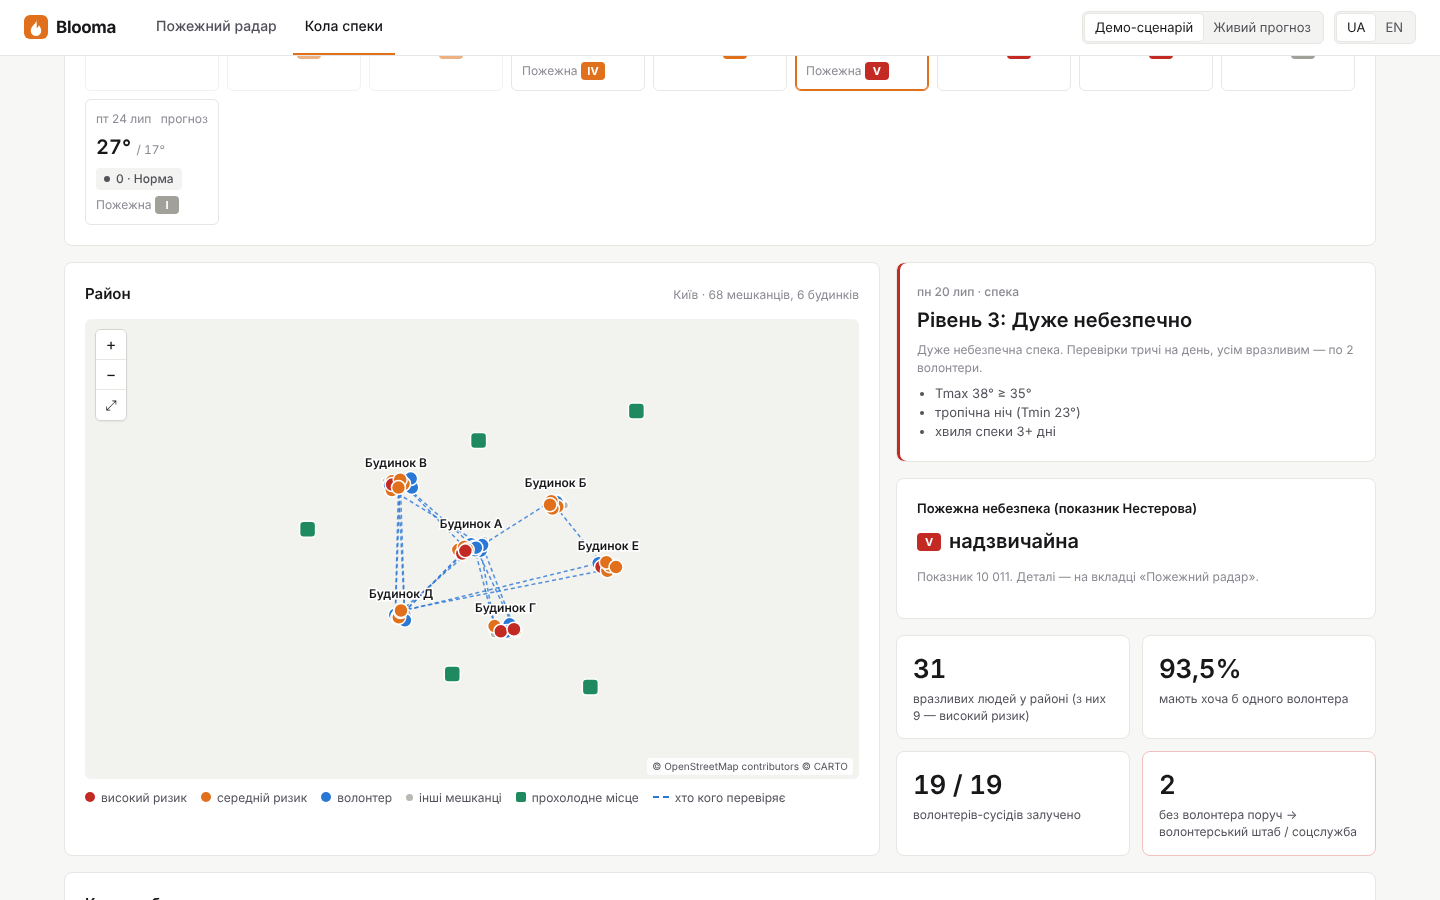 Blooma
Пожежний радар
Кола спеки
Демо-сценарій
Живий прогноз
UA
EN
Пожежна IV
Пожежна V
пт 24 лип прогноз
27° / 17°
0 · Норма
Пожежна I
Район
Київ · 68 мешканців, 6 будинків
+
−
Будинок В
Будинок Б
Будинок А
Будинок Е
Будинок Д
Будинок Г
© OpenStreetMap contributors © CARTO
високий ризик
середній ризик
волонтер
інші мешканці
прохолодне місце
хто кого перевіряє
пн 20 лип · спека
Рівень 3: Дуже небезпечно
Дуже небезпечна спека. Перевірки тричі на день, усім вразливим — по 2
волонтери.
• Tmax 38° ≥ 35°
• тропічна ніч (Tmin 23°)
• хвиля спеки 3+ дні
Пожежна небезпека (показник Нестерова)
V надзвичайна
Показник 10 011. Деталі — на вкладці «Пожежний радар».
31
вразливих людей у районі (з них
9 — високий ризик)
93,5%
мають хоча б одного волонтера
19 / 19
волонтерів-сусідів залучено
2
без волонтера поруч →
волонтерський штаб / соцслужба